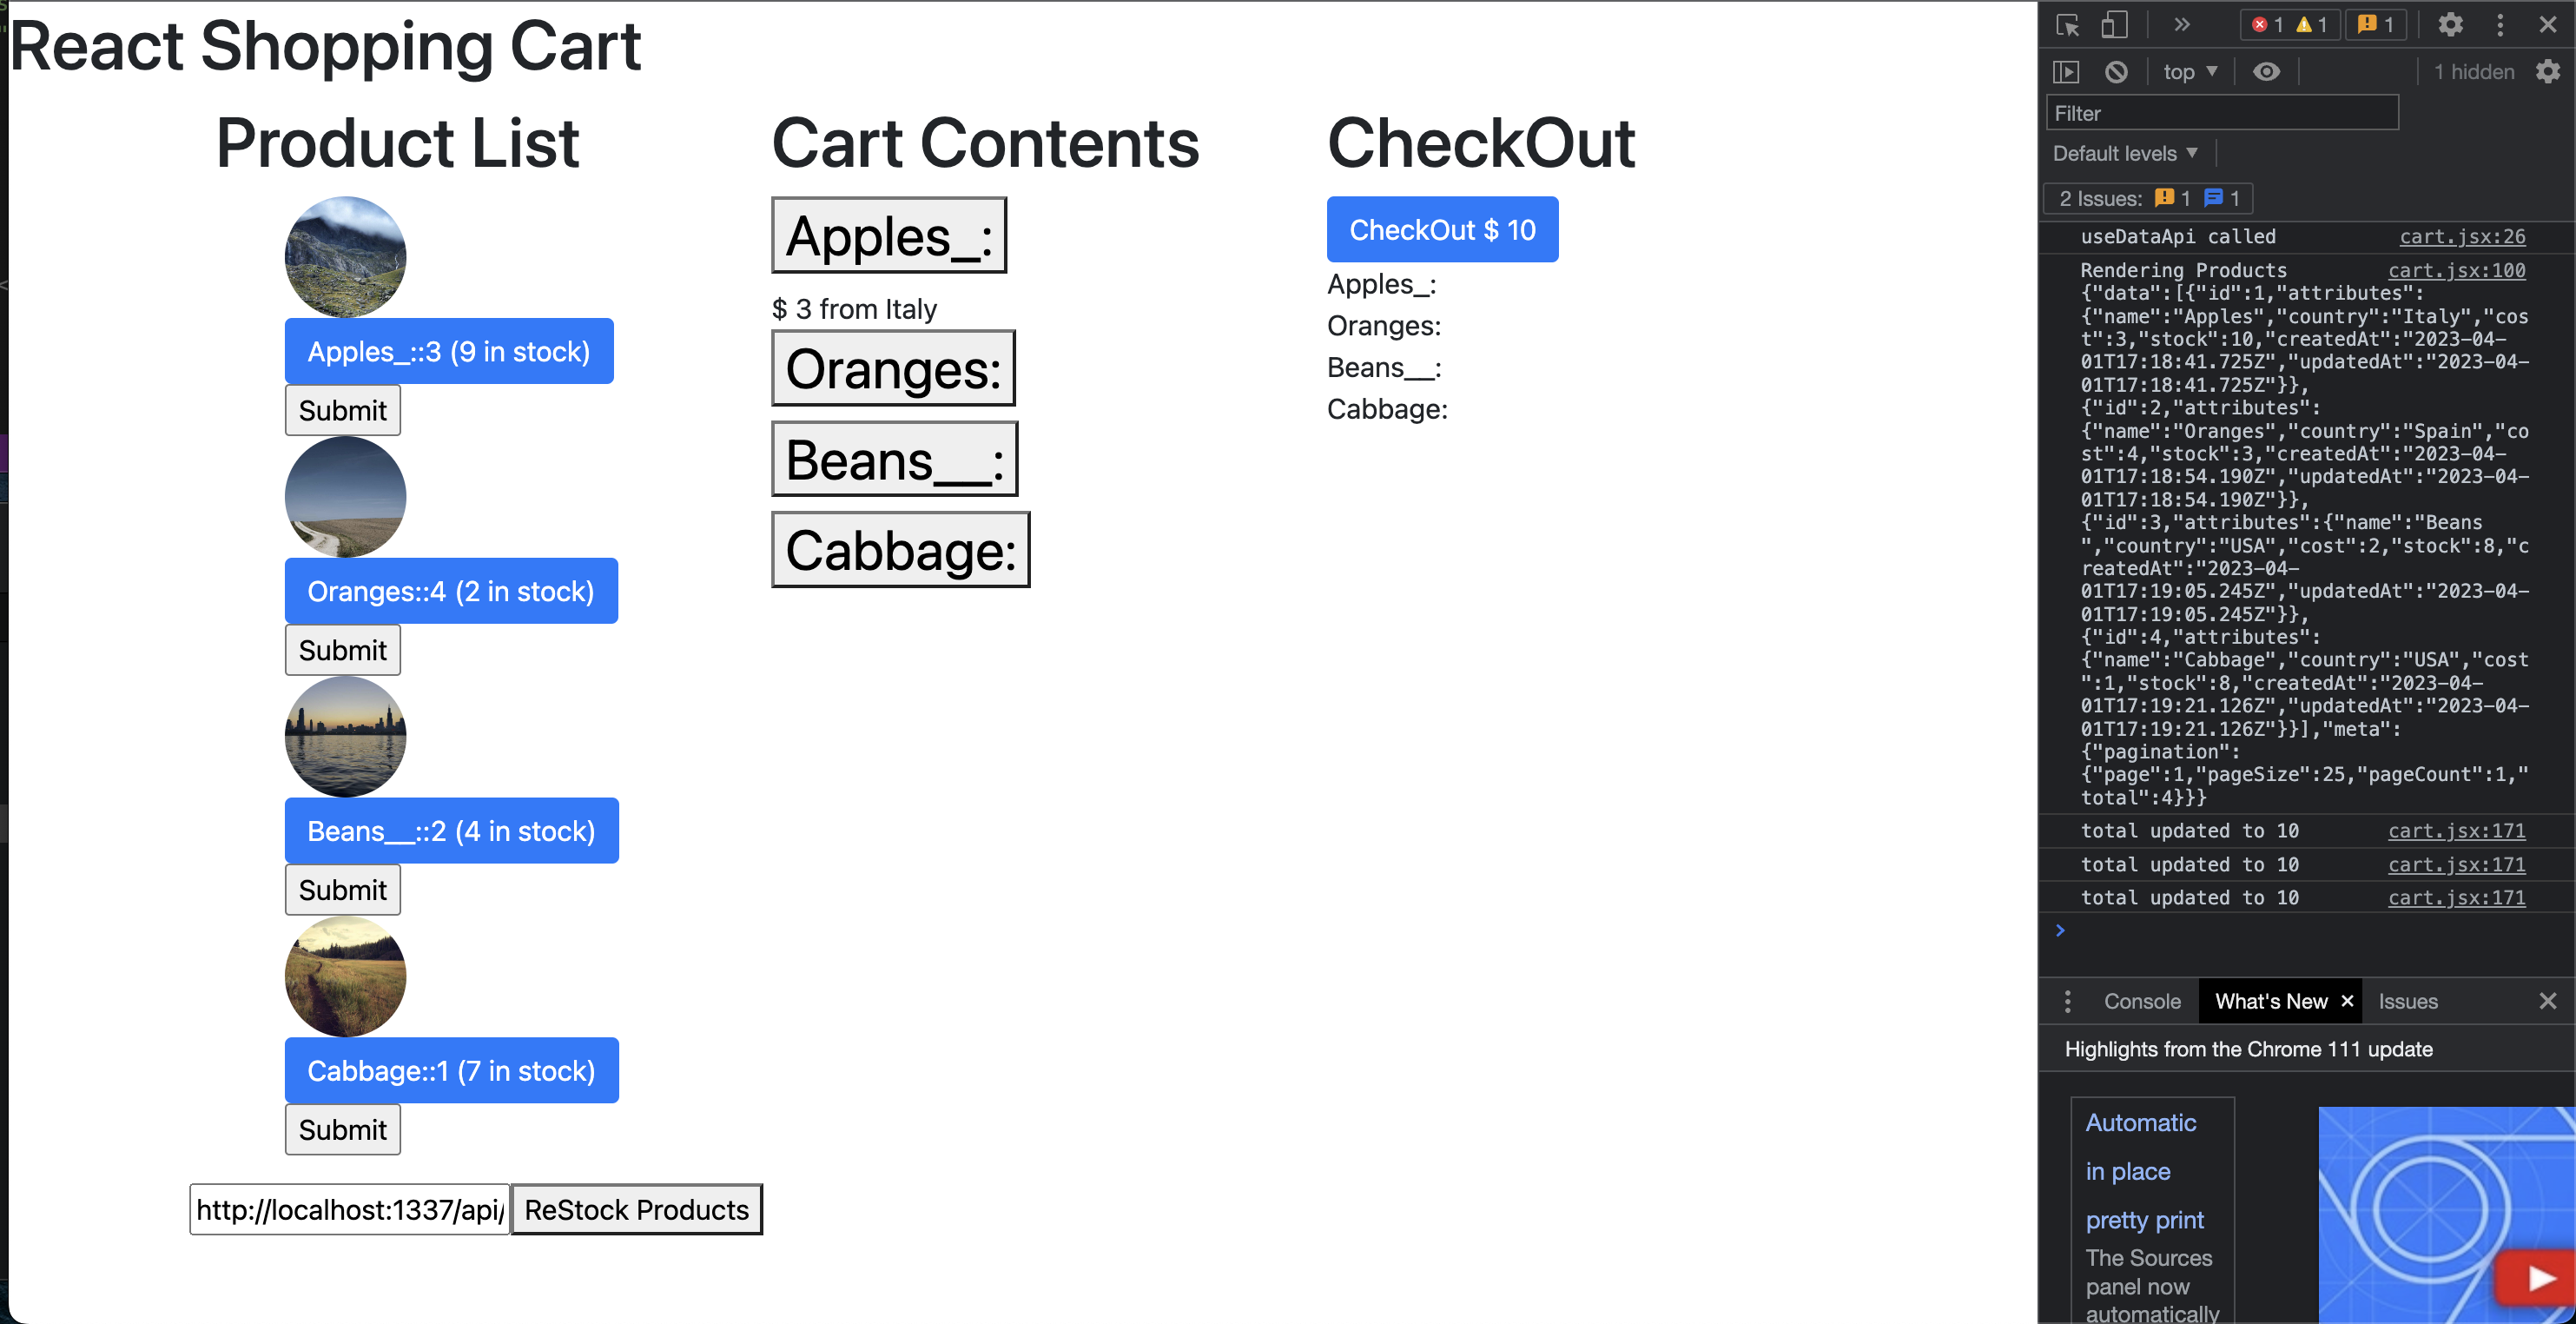 React Shopping Cart
Product List
Apples_::3 (9 in stock)
Submit
Oranges::4 (2 in stock)
Submit
Beans__::2 (4 in stock)
Submit
Cabbage::1 (7 in stock)
Submit
http://localhost:1337/api/
ReStock Products
Cart Contents
Apples_:
$ 3 from Italy
Oranges:
Beans__:
Cabbage:
CheckOut
CheckOut $ 10
Apples_:
Oranges:
Beans__:
Cabbage:
1 1 1
top ▼ 1 hidden
Filter
Default levels ▼
2 Issues: 1 1
useDataApi called cart.jsx:26
Rendering Products cart.jsx:100
{"data":[{"id":1,"attributes":
{"name":"Apples","country":"Italy","cos
t":3,"stock":10,"createdAt":"2023-04-
01T17:18:41.725Z","updatedAt":"2023-04-
01T17:18:41.725Z"}},
{"id":2,"attributes":
{"name":"Oranges","country":"Spain","co
st":4,"stock":3,"createdAt":"2023-04-
01T17:18:54.190Z","updatedAt":"2023-04-
01T17:18:54.190Z"}},
{"id":3,"attributes":{"name":"Beans
","country":"USA","cost":2,"stock":8,"c
reatedAt":"2023-04-
01T17:19:05.245Z","updatedAt":"2023-04-
01T17:19:05.245Z"}},
{"id":4,"attributes":
{"name":"Cabbage","country":"USA","cost
":1,"stock":8,"createdAt":"2023-04-
01T17:19:21.126Z","updatedAt":"2023-04-
01T17:19:21.126Z"}}],"meta":
{"pagination":
{"page":1,"pageSize":25,"pageCount":1,"
total":4}}}
total updated to 10 cart.jsx:171
total updated to 10 cart.jsx:171
total updated to 10 cart.jsx:171
Console What's New × Issues
Highlights from the Chrome 111 update
Automatic
in place
pretty print
The Sources
panel now
automatically